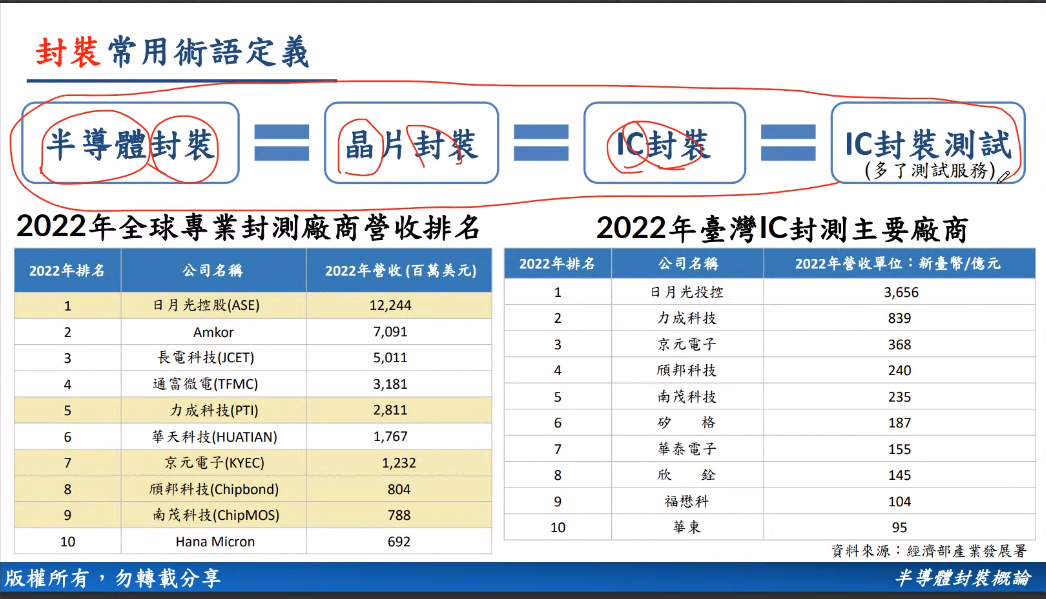 封裝常用術語定義
半導體封裝 = 晶片封裝 = IC封裝 = IC封裝測試
(多了測試服務)
2022年全球專業封測廠商營收排名
2022年排名 公司名稱 2022年營收 (百萬美元)
1 日月光控股(ASE) 12,244
2 Amkor 7,091
3 長電科技(JCET) 5,011
4 通富微電(TFMC) 3,181
5 力成科技(PTI) 2,811
6 華天科技(HUATIAN) 1,767
7 京元電子(KYEC) 1,232
8 頎邦科技(Chipbond) 804
9 南茂科技(ChipMOS) 788
10 Hana Micron 692
2022年臺灣IC封測主要廠商
2022年排名 公司名稱 2022年營收單位：新臺幣/億元
1 日月光投控 3,656
2 力成科技 839
3 京元電子 368
4 頎邦科技 240
5 南茂科技 235
6 矽 格 187
7 華泰電子 155
8 欣 銓 145
9 福懋科 104
10 華東 95
資料來源：經濟部產業發展署
版權所有，勿轉載分享
半導體封裝概論